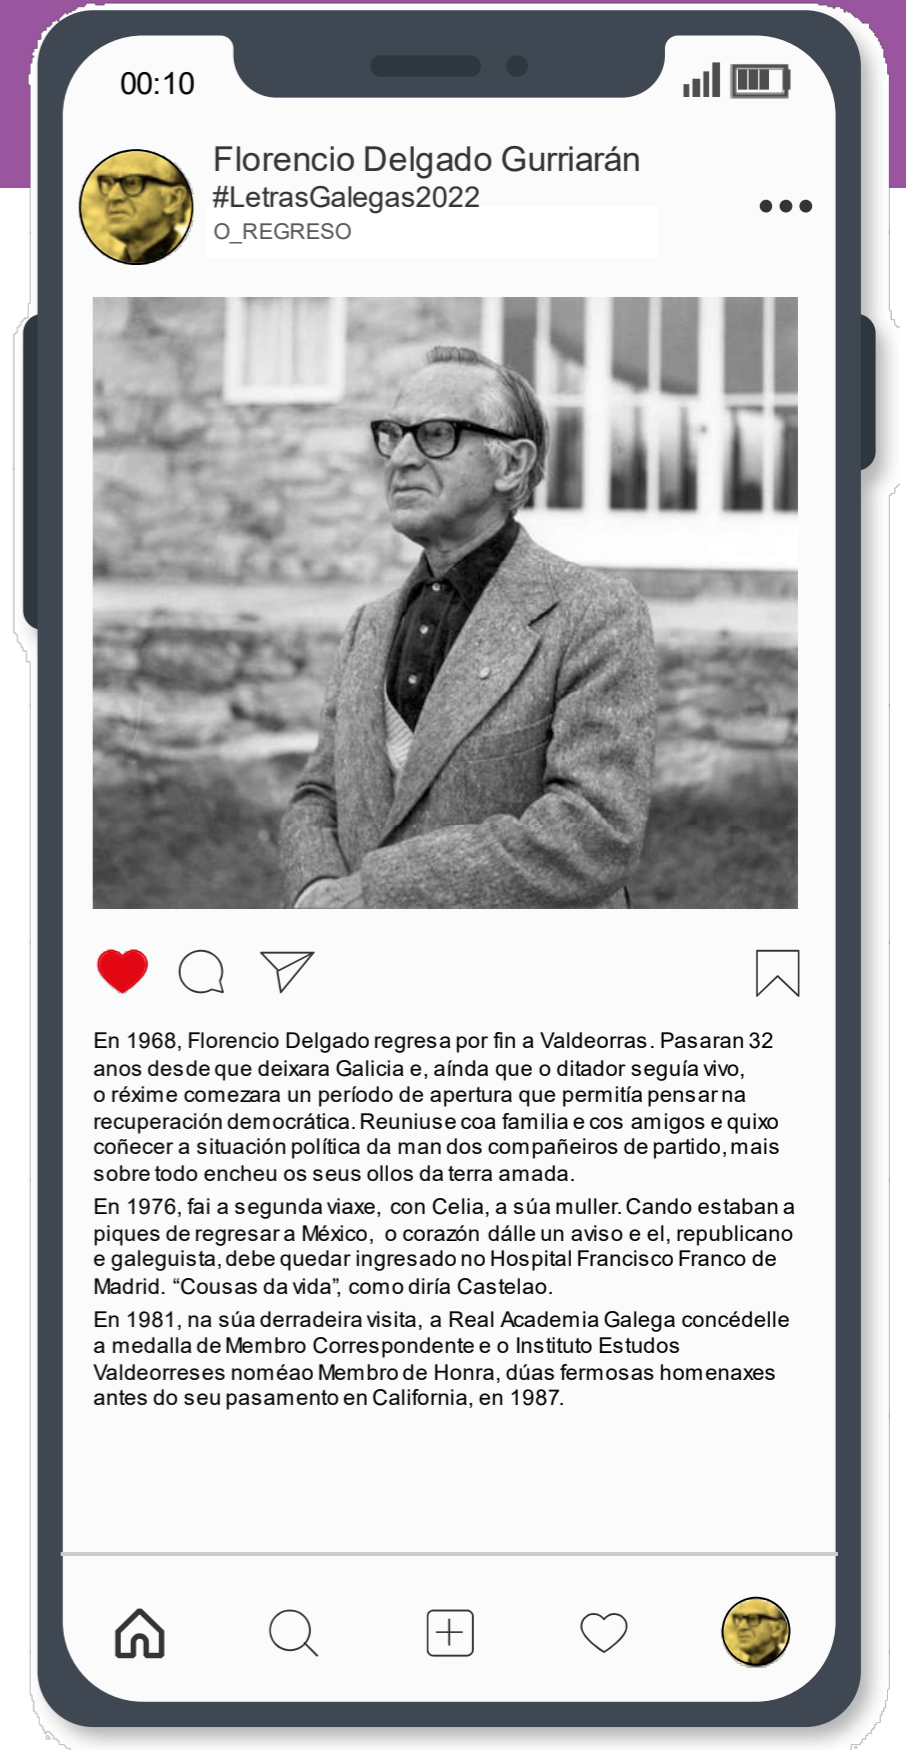 00:10
Florencio Delgado Gurriarán
#LetrasGalegas2022
O_REGRESO
En 1968, Florencio Delgado regresa por fin a Valdeorras. Pasaran 32
anos desde que deixara Galicia e, aínda que o ditador seguía vivo,
o réxime comezara un período de apertura que permitía pensar na
recuperación democrática. Reuniuse coa familia e cos amigos e quixo
coñecer a situación política da man dos compañeiros de partido, mais
sobre todo encheu os seus ollos da terra amada.
En 1976, fai a segunda viaxe, con Celia, a súa muller. Cando estaban a
piques de regresar a México, o corazón dálle un aviso e el, republicano
e galeguista, debe quedar ingresado no Hospital Francisco Franco de
Madrid. “Cousas da vida”, como diría Castelao.
En 1981, na súa derradeira visita, a Real Academia Galega concédelle
a medalla de Membro Correspondente e o Instituto Estudos
Valdeorreses noméao Membro de Honra, dúas fermosas homenaxes
antes do seu pasamento en California, en 1987.